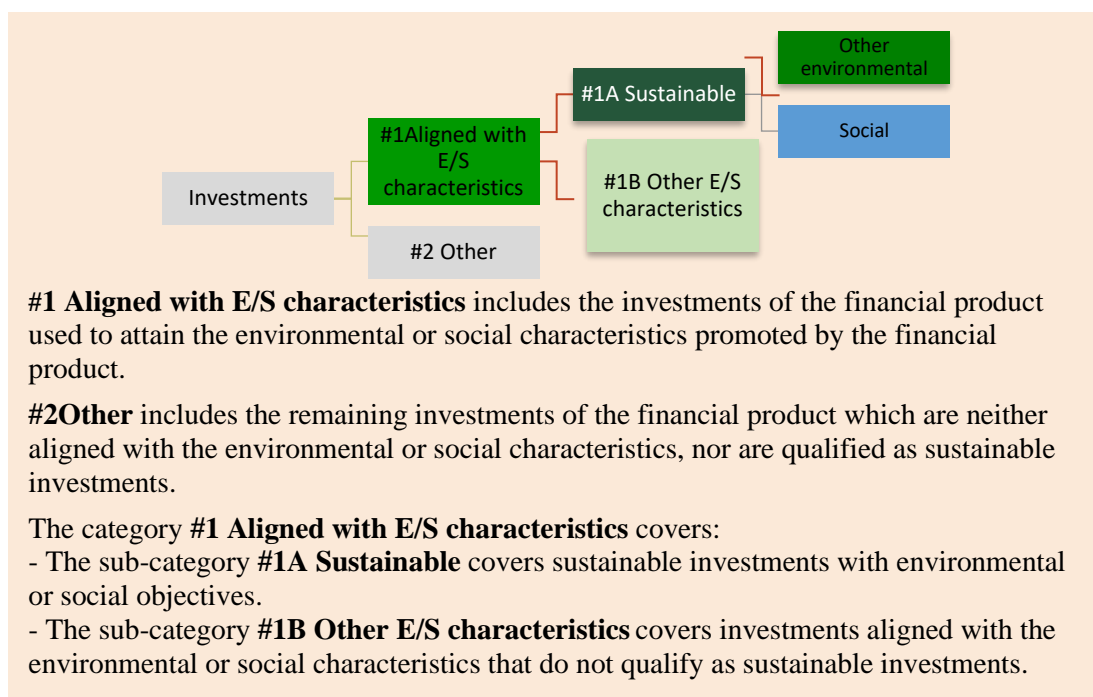 Other
environmental
#1A Sustainable
Social
#1Aligned with
E/S
characteristics
#1B Other E/S
characteristics
Investments
#2 Other
#1 Aligned with E/S characteristics includes the investments of the financial product
used to attain the environmental or social characteristics promoted by the financial
product.
#2Other includes the remaining investments of the financial product which are neither
aligned with the environmental or social characteristics, nor are qualified as sustainable
investments.
The category #1 Aligned with E/S characteristics covers:
- The sub-category #1A Sustainable covers sustainable investments with environmental
or social objectives.
- The sub-category #1B Other E/S characteristics covers investments aligned with the
environmental or social characteristics that do not qualify as sustainable investments.